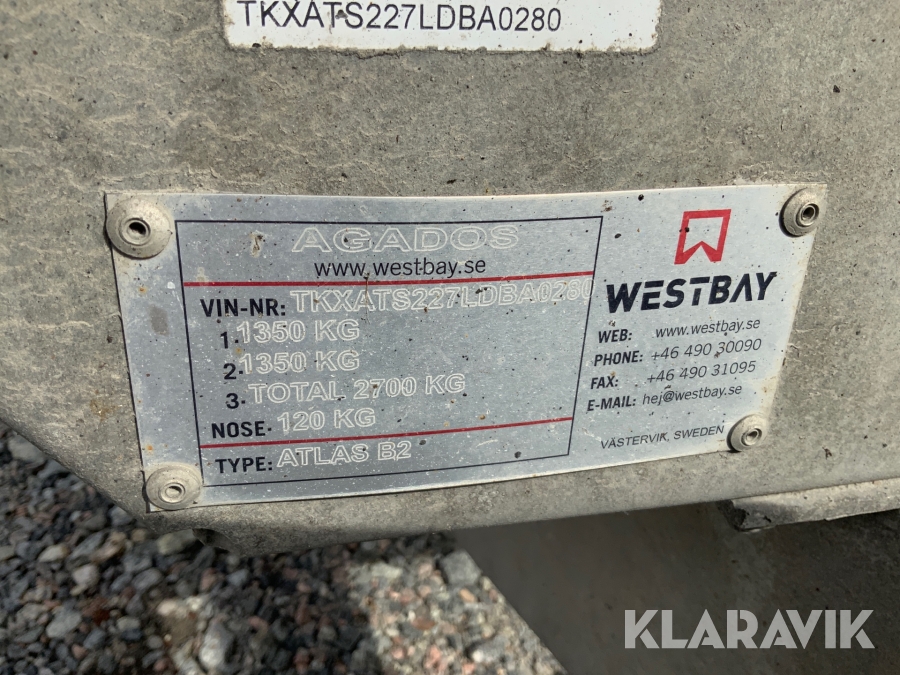 TKXATS227LDBA0280
AGADOS
www.westbay.se
VIN-NR: TKXATS227LDBA0280
1. 1350 KG
2. 1350 KG
3. TOTAL 2700 KG
NOSE. 120 KG
TYPE: ATLAS B2
WESTBAY
WEB: www.westbay.se
PHONE: +46 490 30090
FAX: +46 490 31095
E-MAIL: hej@westbay.se
VÄSTERVIK, SWEDEN
KLARAVIK